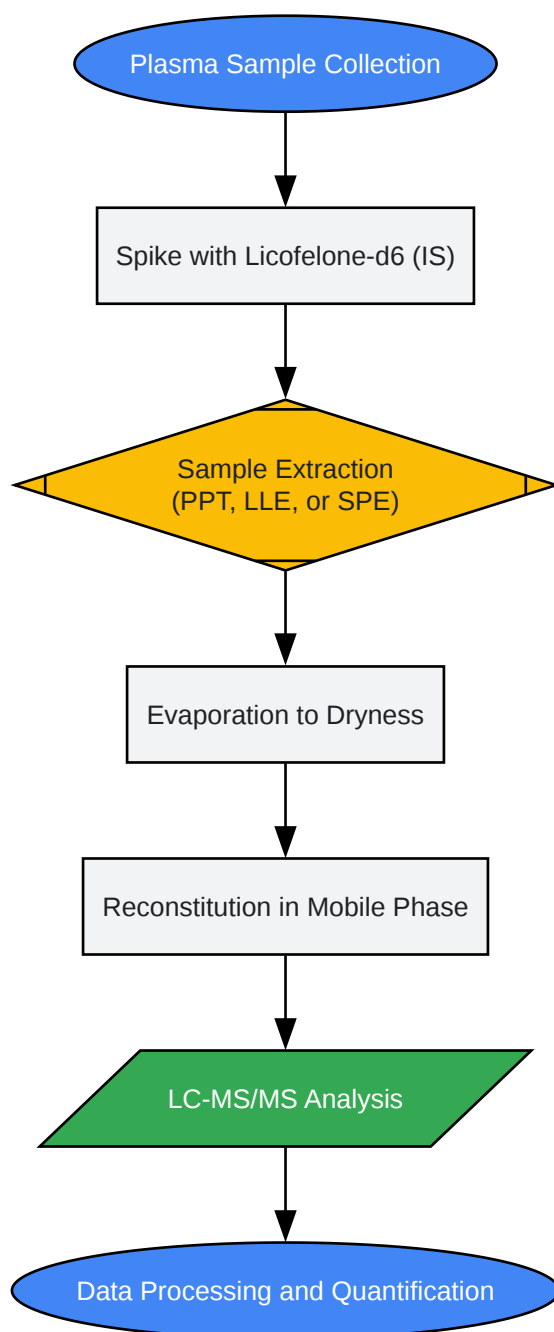 Plasma Sample Collection
Spike with Licofelone-d6 (IS)
Sample Extraction
(PPT, LLE, or SPE)
Evaporation to Dryness
Reconstitution in Mobile Phase
LC-MS/MS Analysis
Data Processing and Quantification